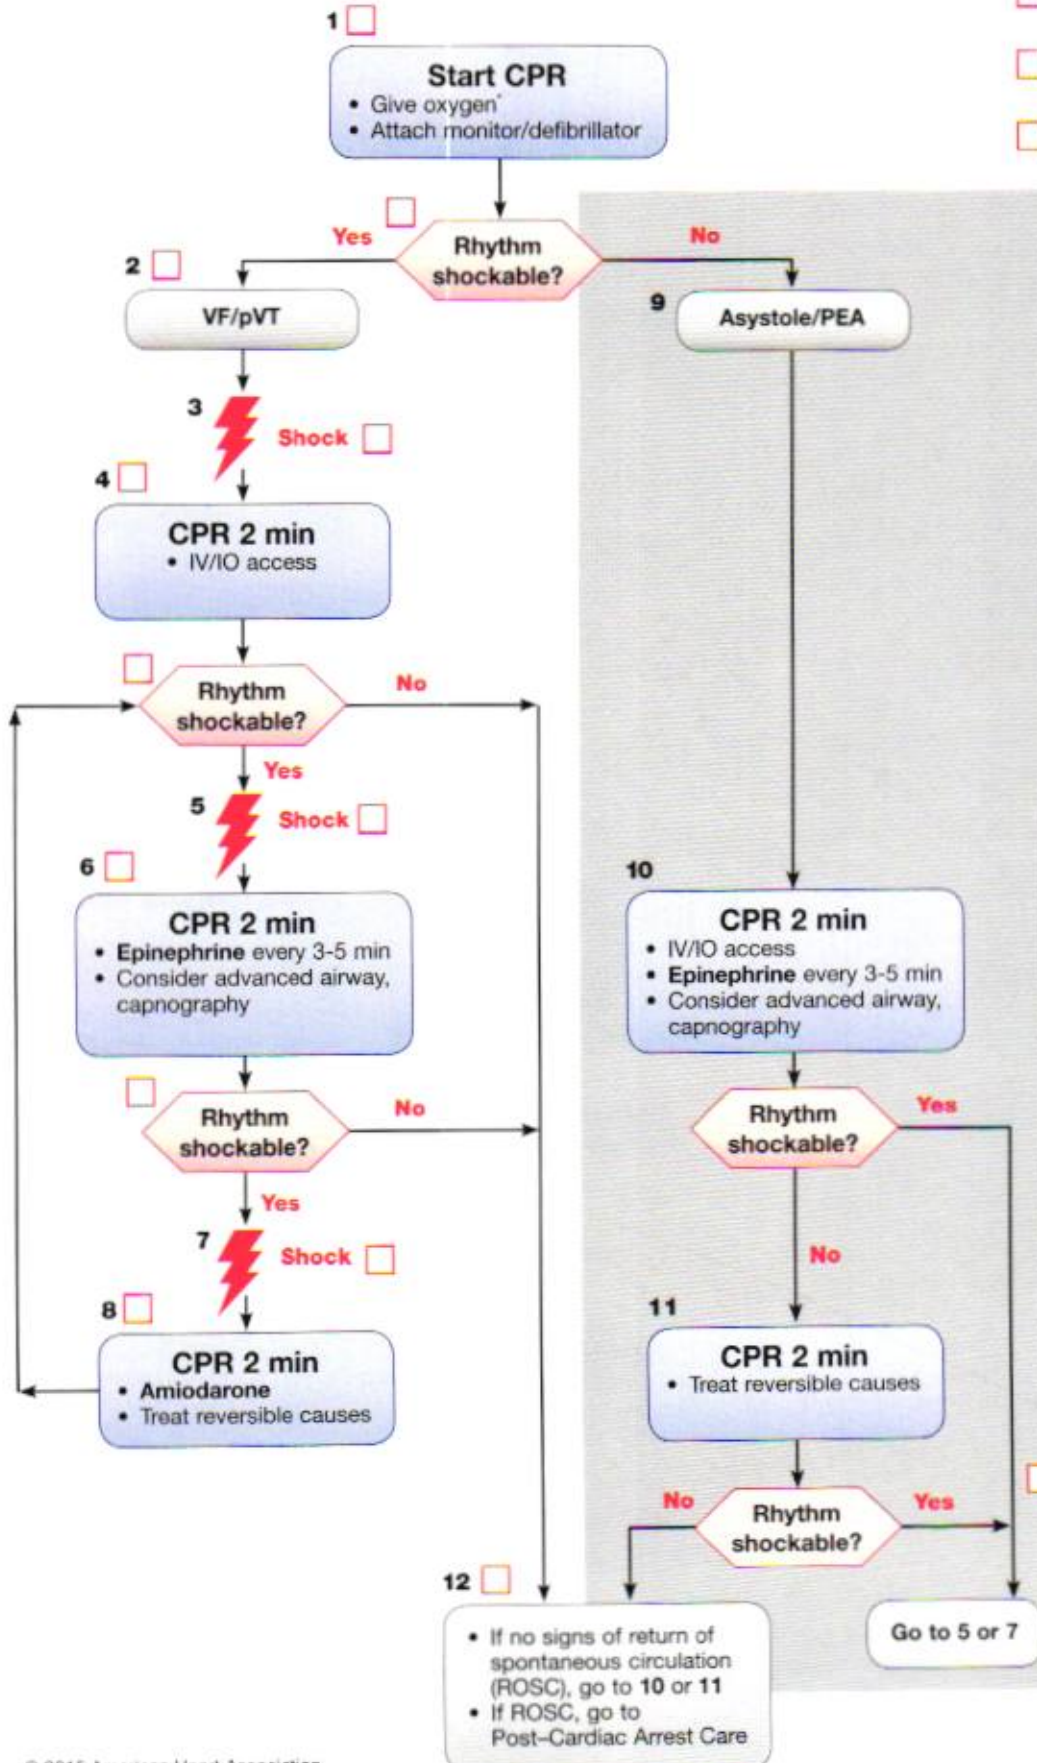 1
Start CPR
• Give oxygen*
• Attach monitor/defibrillator
Rhythm
shockable?
Yes
No
2
VF/pVT
9
Asystole/PEA
3
Shock
4
CPR 2 min
• IV/IO access
Rhythm
shockable?
No
Yes
5
Shock
6
CPR 2 min
• Epinephrine every 3-5 min
• Consider advanced airway,
capnography
10
CPR 2 min
• IV/IO access
• Epinephrine every 3-5 min
• Consider advanced airway,
capnography
Rhythm
shockable?
No
Yes
Rhythm
shockable?
Yes
No
7
Shock
8
CPR 2 min
• Amiodarone
• Treat reversible causes
11
CPR 2 min
• Treat reversible causes
Rhythm
shockable?
No
Yes
12
• If no signs of return of
spontaneous circulation
(ROSC), go to 10 or 11
• If ROSC, go to
Post–Cardiac Arrest Care
Go to 5 or 7